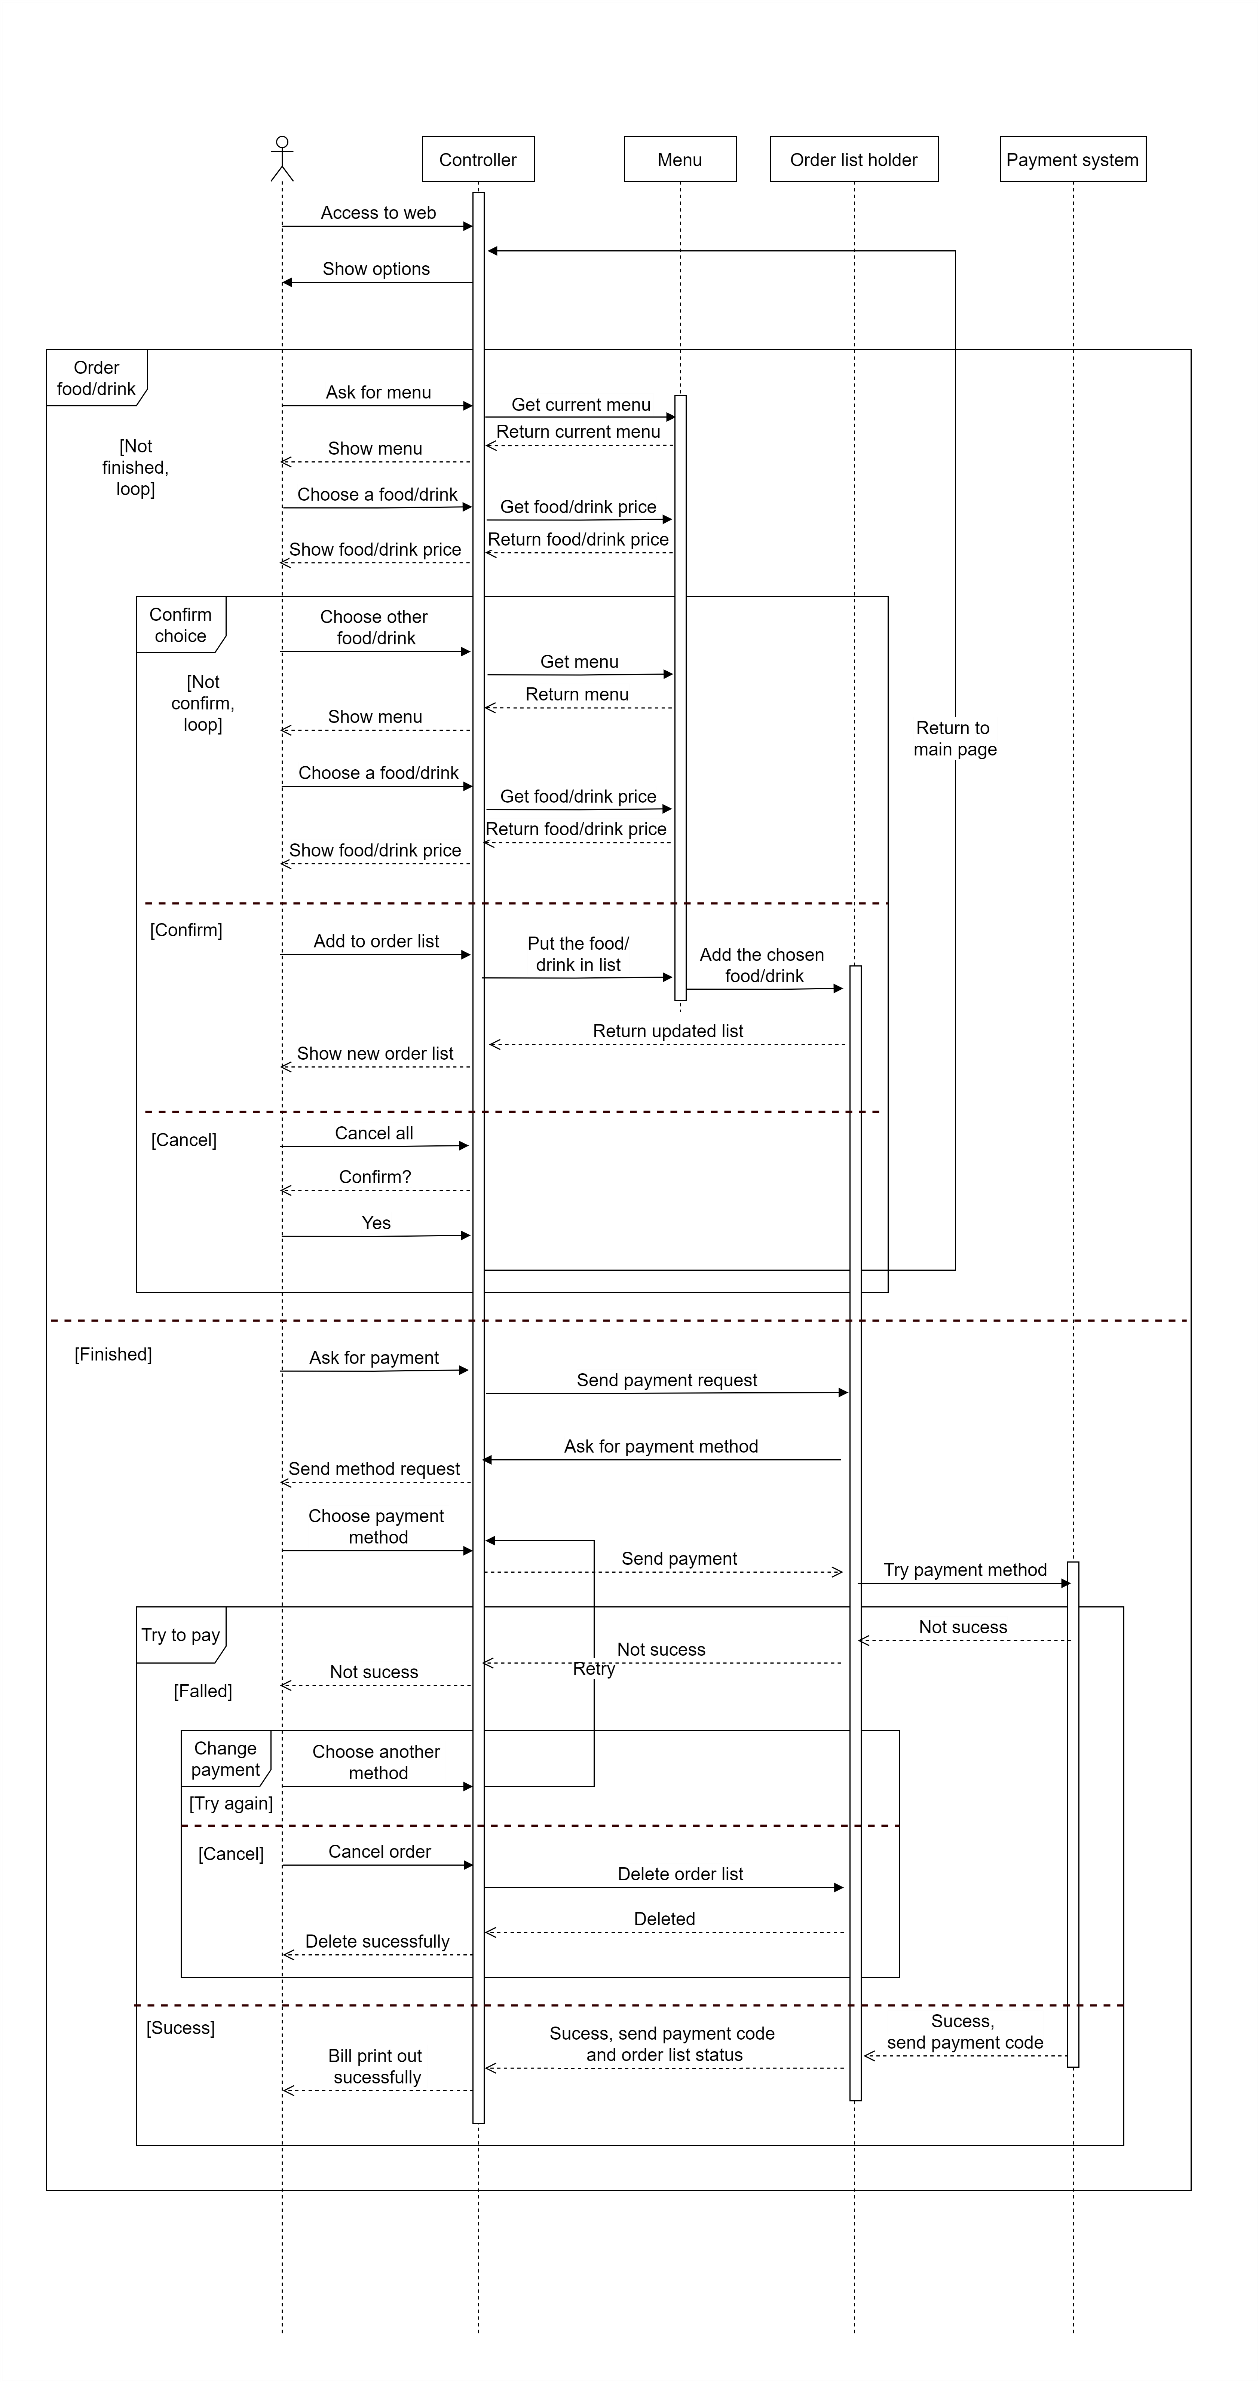 Controller
Menu
Order list holder
Payment system
Access to web
Show options
Order
food/drink
Ask for menu
Get current menu
Return current menu
[Not
finished,
loop]
Show menu
Choose a food/drink
Get food/drink price
Return food/drink price
Show food/drink price
Confirm
choice
Choose other
food/drink
Get menu
[Not
confirm,
loop]
Return menu
Show menu
Return to
main page
Choose a food/drink
Get food/drink price
Return food/drink price
Show food/drink price
[Confirm]
Add to order list
Put the food/
drink in list
Add the chosen
food/drink
Return updated list
Show new order list
[Cancel]
Cancel all
Confirm?
Yes
[Finished]
Ask for payment
Send payment request
Ask for payment method
Send method request
Choose payment
method
Send payment
Try payment method
Try to pay
Not sucess
Not sucess
Retry
Not sucess
[Falled]
Change
payment
Choose another
method
[Try again]
[Cancel]
Cancel order
Delete order list
Deleted
Delete sucessfully
[Sucess]
Sucess,
send payment code
Sucess, send payment code
and order list status
Bill print out
sucessfully